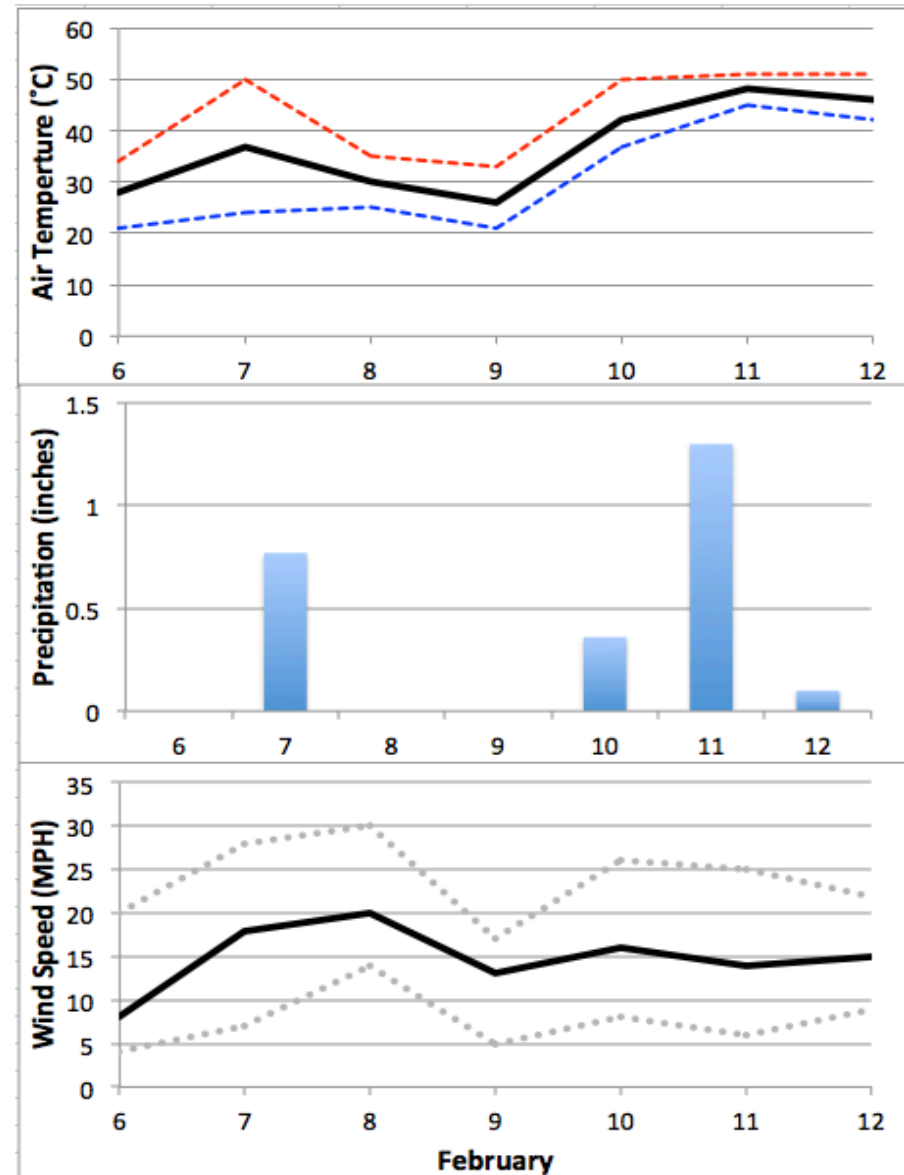 Air Temperture (˚C)
60
50
40
30
20
10
0
6 7 8 9 10 11 12
Precipitation (inches)
1.5
1
0.5
0
6 7 8 9 10 11 12
Wind Speed (MPH)
35
30
25
20
15
10
5
0
6 7 8 9 10 11 12
February